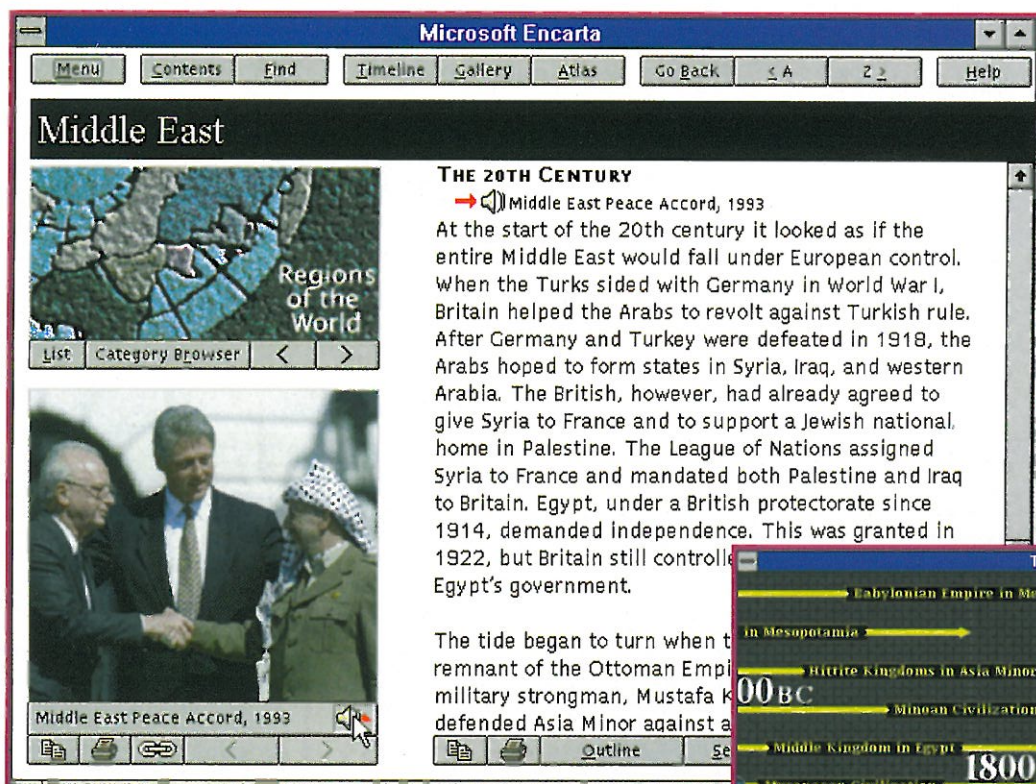 Microsoft Encarta
Menu Contents Find Timeline Gallery Atlas Go Back < A Z > Help
Middle East
Regions
of the
World
List Category Browser < >
Middle East Peace Accord, 1993
THE 20TH CENTURY
Middle East Peace Accord, 1993
At the start of the 20th century it looked as if the
entire Middle East would fall under European control.
When the Turks sided with Germany in World War I,
Britain helped the Arabs to revolt against Turkish rule.
After Germany and Turkey were defeated in 1918, the
Arabs hoped to form states in Syria, Iraq, and western
Arabia. The British, however, had already agreed to
give Syria to France and to support a Jewish national
home in Palestine. The League of Nations assigned
Syria to France and mandated both Palestine and Iraq
to Britain. Egypt, under a British protectorate since
1914, demanded independence. This was granted in
1922, but Britain still controlle
Egypt's government.
The tide began to turn when t
remnant of the Ottoman Empi
military strongman, Mustafa K
defended Asia Minor against a
Outline Se
T
Babylonian Empire in Me
in Mesopotamia
Hittite Kingdoms in Asia Minor
00 BC
Minoan Civilization
Middle Kingdom in Egypt
1800